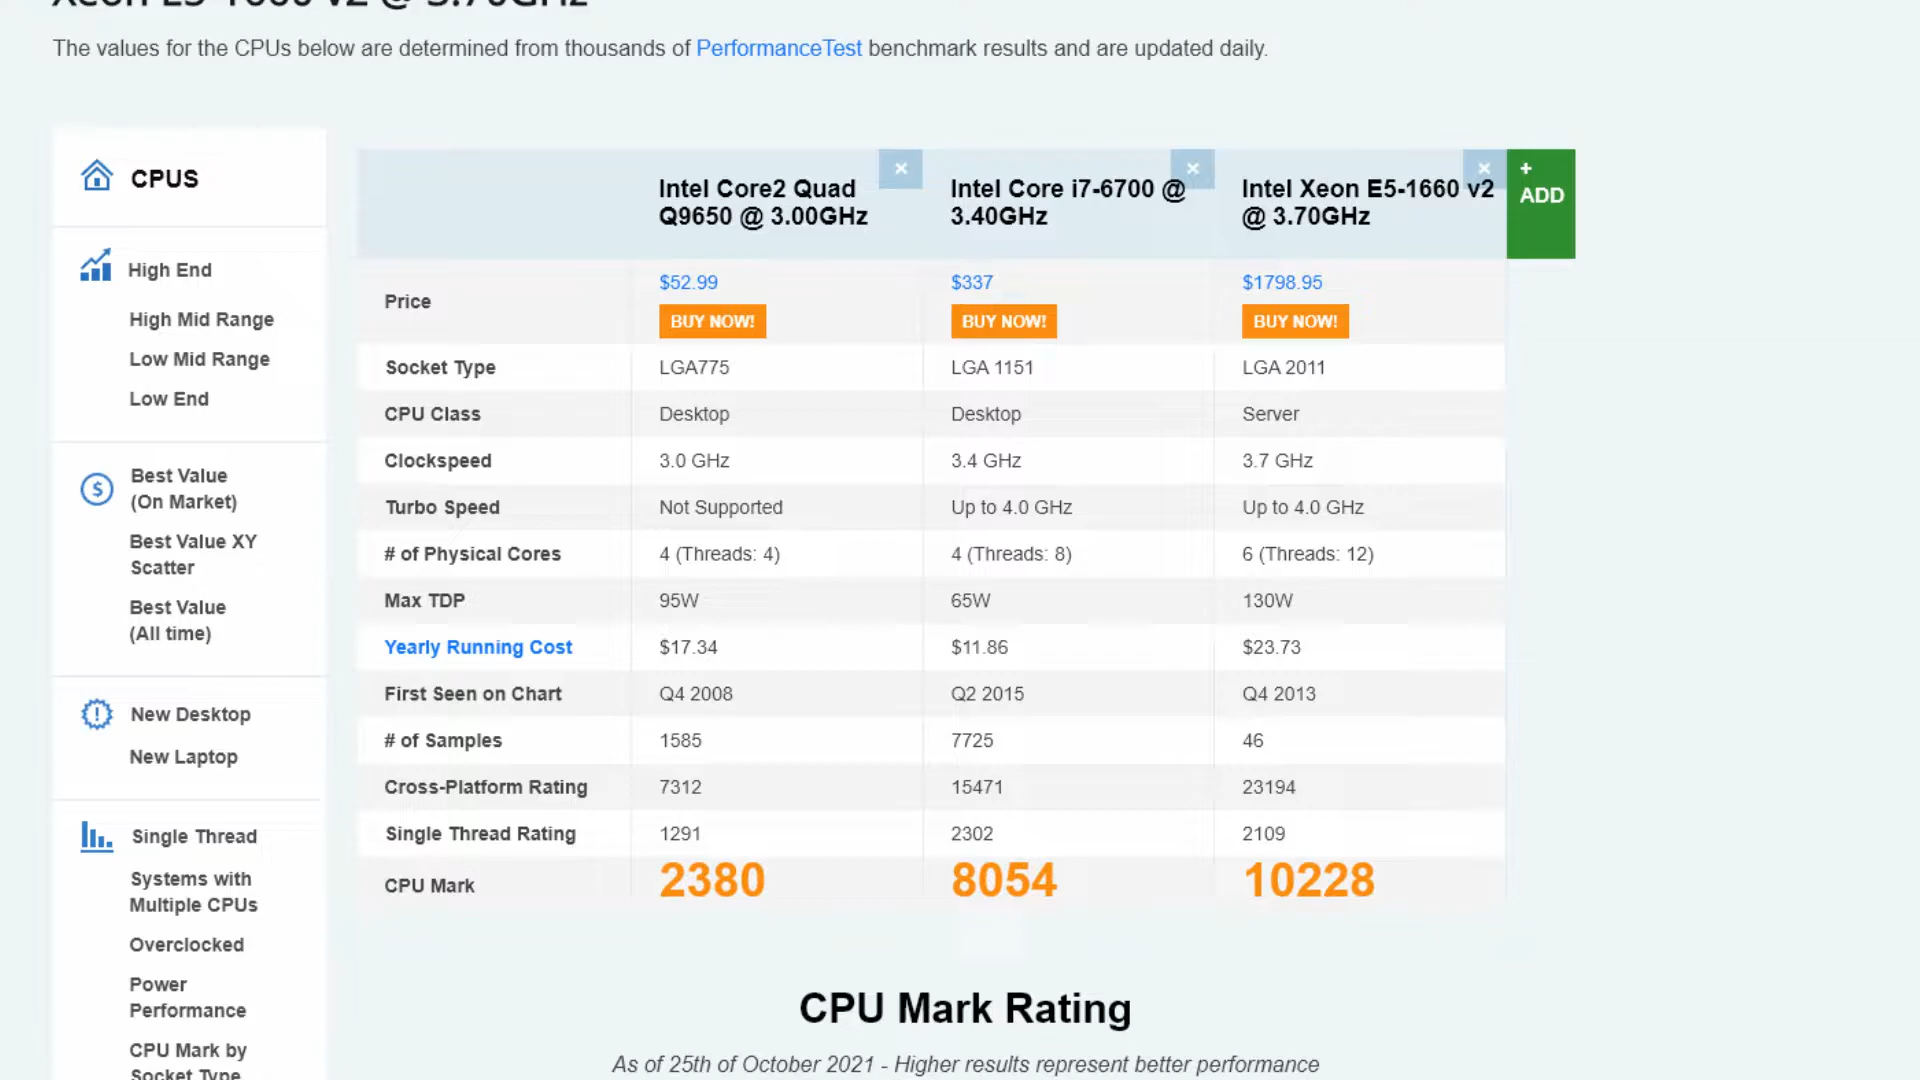 Xeon E5-1660 v2 @ 3.70GHz
The values for the CPUs below are determined from thousands of PerformanceTest benchmark results and are updated daily.
CPUS
High End
High Mid Range
Low Mid Range
Low End
Best Value
(On Market)
Best Value XY
Scatter
Best Value
(All time)
New Desktop
New Laptop
Single Thread
Systems with
Multiple CPUs
Overclocked
Power
Performance
CPU Mark by
Socket Type
Intel Core2 Quad
Q9650 @ 3.00GHz
Intel Core i7-6700 @
3.40GHz
Intel Xeon E5-1660 v2
@ 3.70GHz
+
ADD
Price $52.99 $337 $1798.95
BUY NOW! BUY NOW! BUY NOW!
Socket Type LGA775 LGA 1151 LGA 2011
CPU Class Desktop Desktop Server
Clockspeed 3.0 GHz 3.4 GHz 3.7 GHz
Turbo Speed Not Supported Up to 4.0 GHz Up to 4.0 GHz
# of Physical Cores 4 (Threads: 4) 4 (Threads: 8) 6 (Threads: 12)
Max TDP 95W 65W 130W
Yearly Running Cost $17.34 $11.86 $23.73
First Seen on Chart Q4 2008 Q2 2015 Q4 2013
# of Samples 1585 7725 46
Cross-Platform Rating 7312 15471 23194
Single Thread Rating 1291 2302 2109
CPU Mark 2380 8054 10228
CPU Mark Rating
As of 25th of October 2021 - Higher results represent better performance